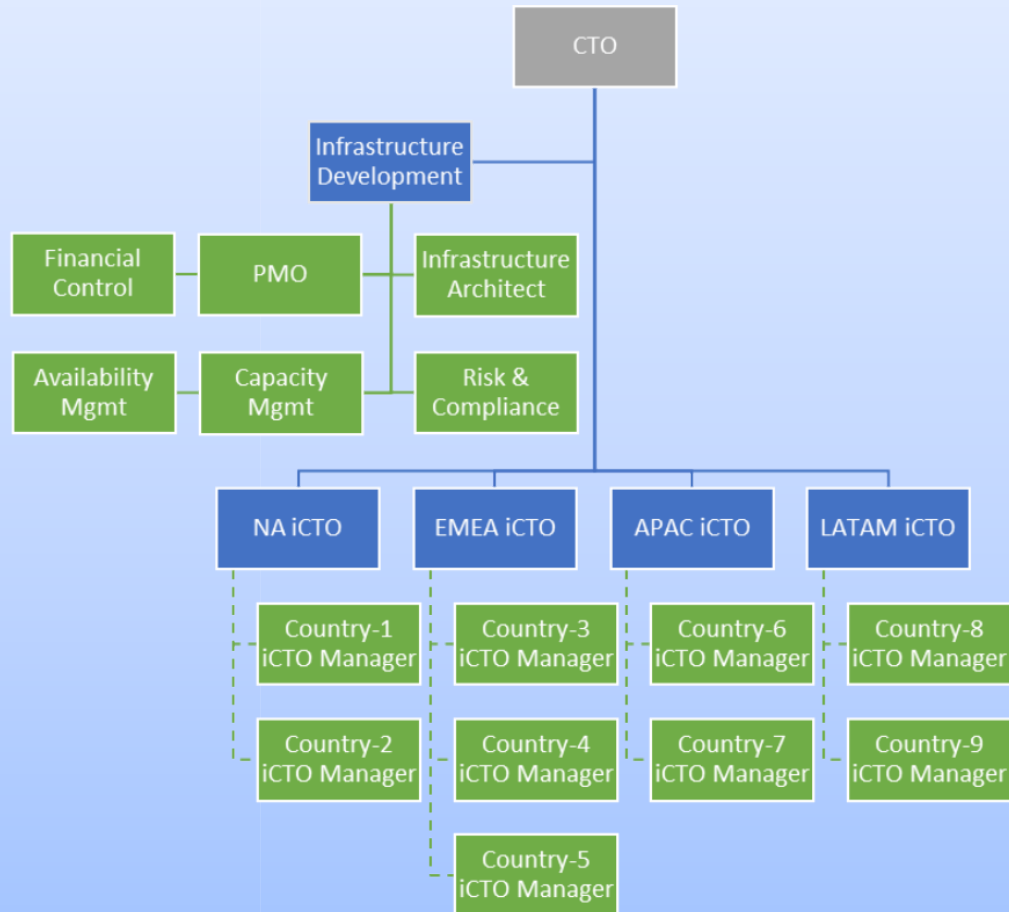 CTO
Infrastructure
Development
Financial
Control
PMO
Infrastructure
Architect
Availability
Mgmt
Capacity
Mgmt
Risk &
Compliance
NA iCTO
EMEA iCTO
APAC iCTO
LATAM iCTO
Country-1
iCTO Manager
Country-3
iCTO Manager
Country-6
iCTO Manager
Country-8
iCTO Manager
Country-2
iCTO Manager
Country-4
iCTO Manager
Country-7
iCTO Manager
Country-9
iCTO Manager
Country-5
iCTO Manager